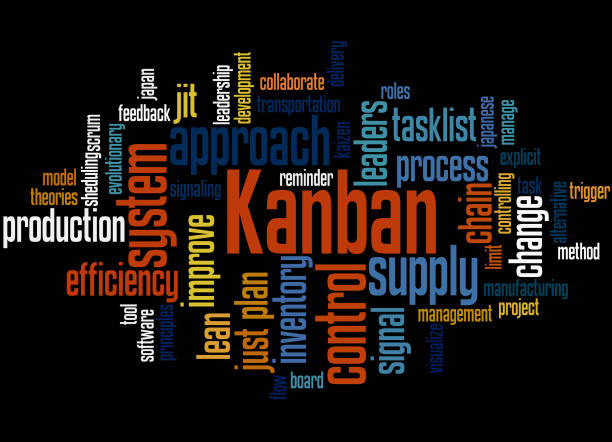 delivery
leadership
development
japan
collaborate
roles
jit
transportation
feedback
leaders
tasklist
japanese
manage
scrum
sheduling
evolutionary
approach
kaizen
process
explicit
model
theories
system
signaling
reminder
Kanban
chain
controlling
task
trigger
alternative
production
improve
change
limit
method
efficiency
inventory
control
supply
manufacturing
just plan
project
management
tool
software
principles
lean
signal
visualize
flow
board